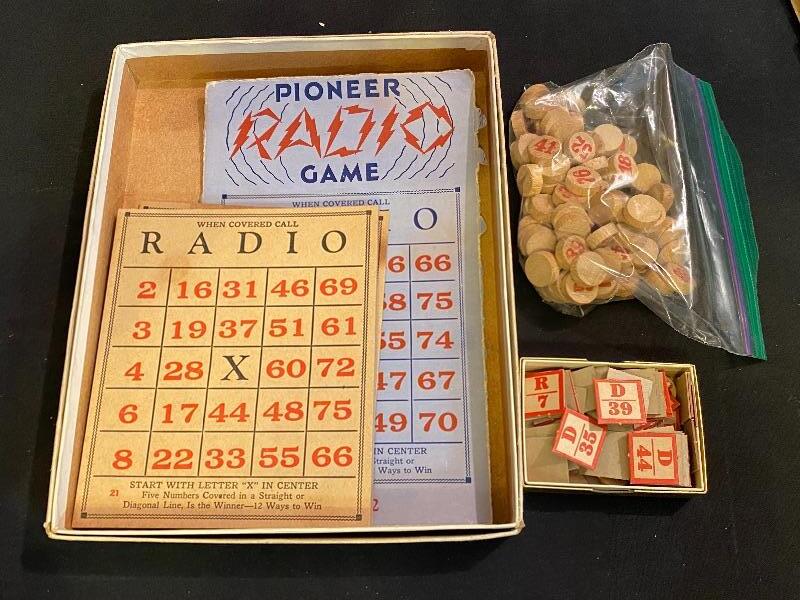 PIONEER
RADIO
GAME
WHEN COVERED CALL
O
66 66
75
74
67
70
IN CENTER
Straight or
Ways to Win
2
WHEN COVERED CALL
R A D I O
2 16 31 46 69
3 19 37 51 61
4 28 X 60 72
6 17 44 48 75
8 22 33 55 66
START WITH LETTER "X" IN CENTER
21
Five Numbers Covered in a Straight or
Diagonal Line, Is the Winner—12 Ways to Win
41
R
7
D
39
D
35
D
44